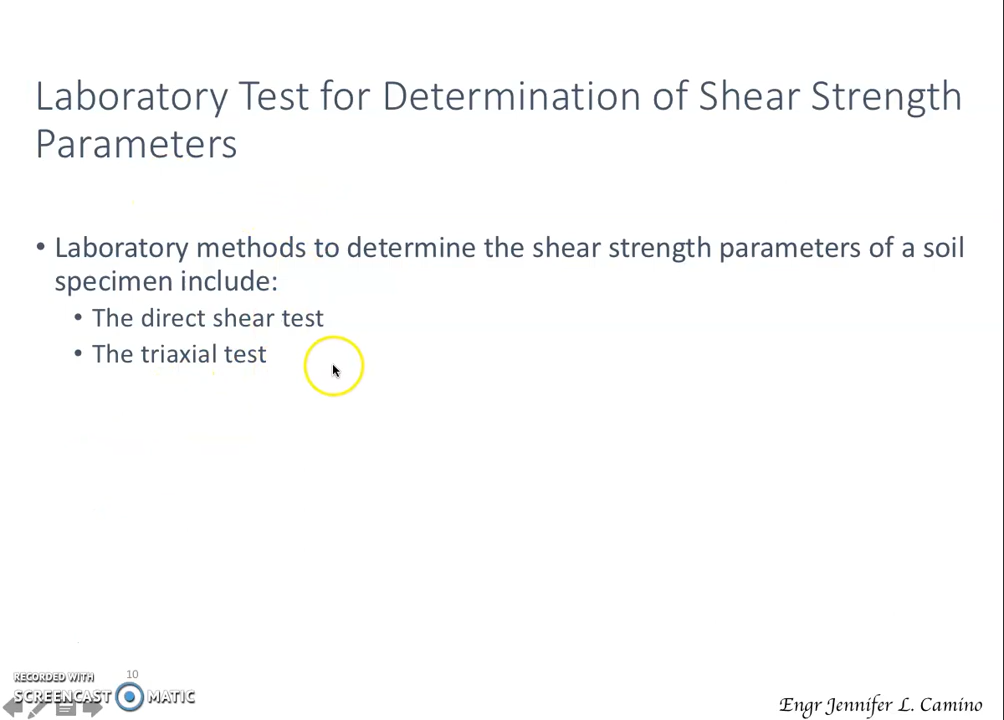 Laboratory Test for Determination of Shear Strength
Parameters
• Laboratory methods to determine the shear strength parameters of a soil
specimen include:
• The direct shear test
• The triaxial test
RECORDED WITH
SCREENCAST MATIC
10
Engr Jennifer L. Camino